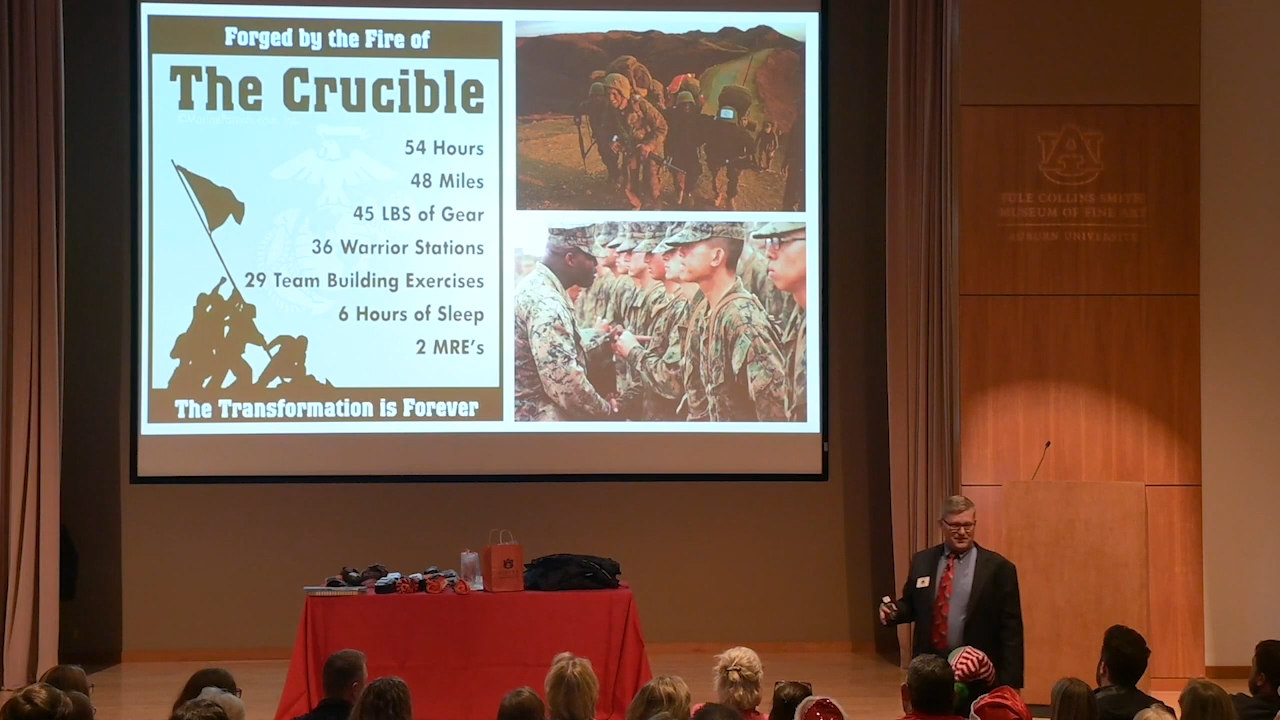 Forged by the Fire of
The Crucible
54 Hours
48 Miles
45 LBS of Gear
36 Warrior Stations
29 Team Building Exercises
6 Hours of Sleep
2 MRE's
The Transformation is Forever
JULE COLLINS SMITH
MUSEUM OF FINE ART
AUBURN UNIVERSITY